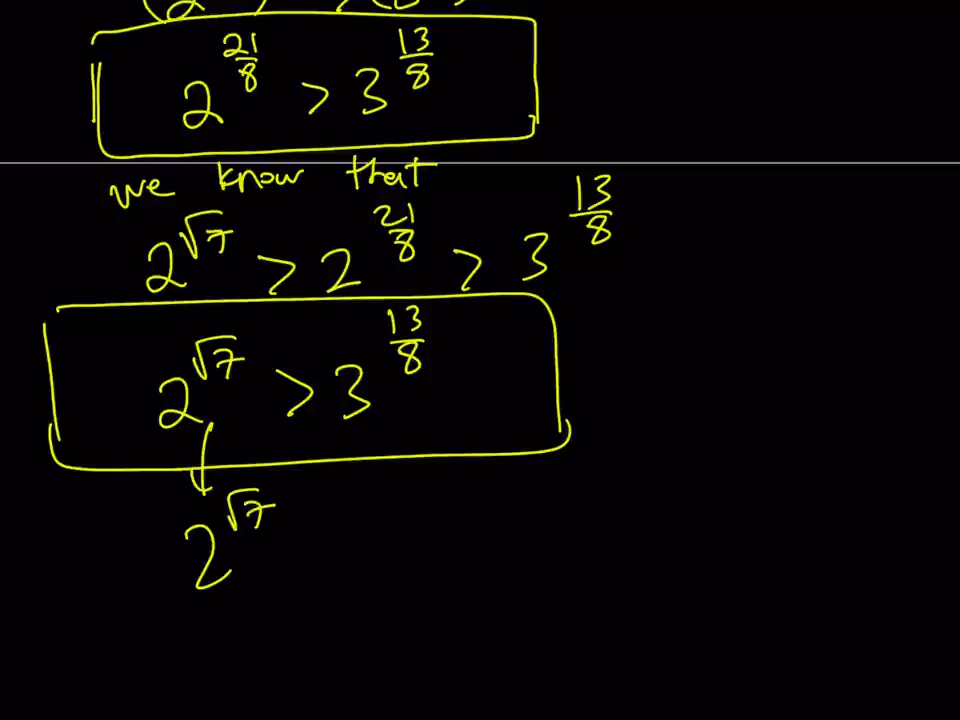 2^(21/8) > 3^(13/8)
we know that
2^√7 > 2^(21/8) > 3^(13/8)
2^√7 > 3^(13/8)
2^√7